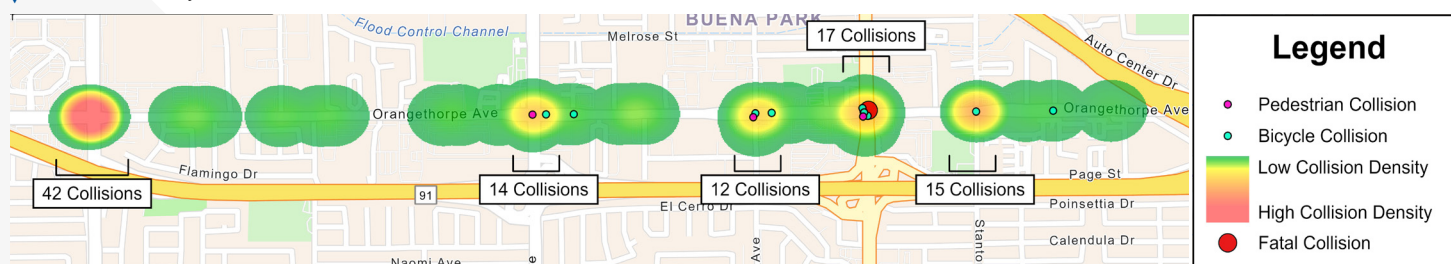 Flood Control Channel
BUENA PARK
Melrose St
17 Collisions
Auto Center Dr
Orangethorpe Ave
Orangethorpe Ave
Flamingo Dr
42 Collisions
91
14 Collisions
12 Collisions
15 Collisions
Page St
El Cerro Dr
Poinsettia Dr
Ave
Stanto
Calendula Dr
Naomi Ave
e
Legend
Pedestrian Collision
Bicycle Collision
Low Collision Density
High Collision Density
Fatal Collision